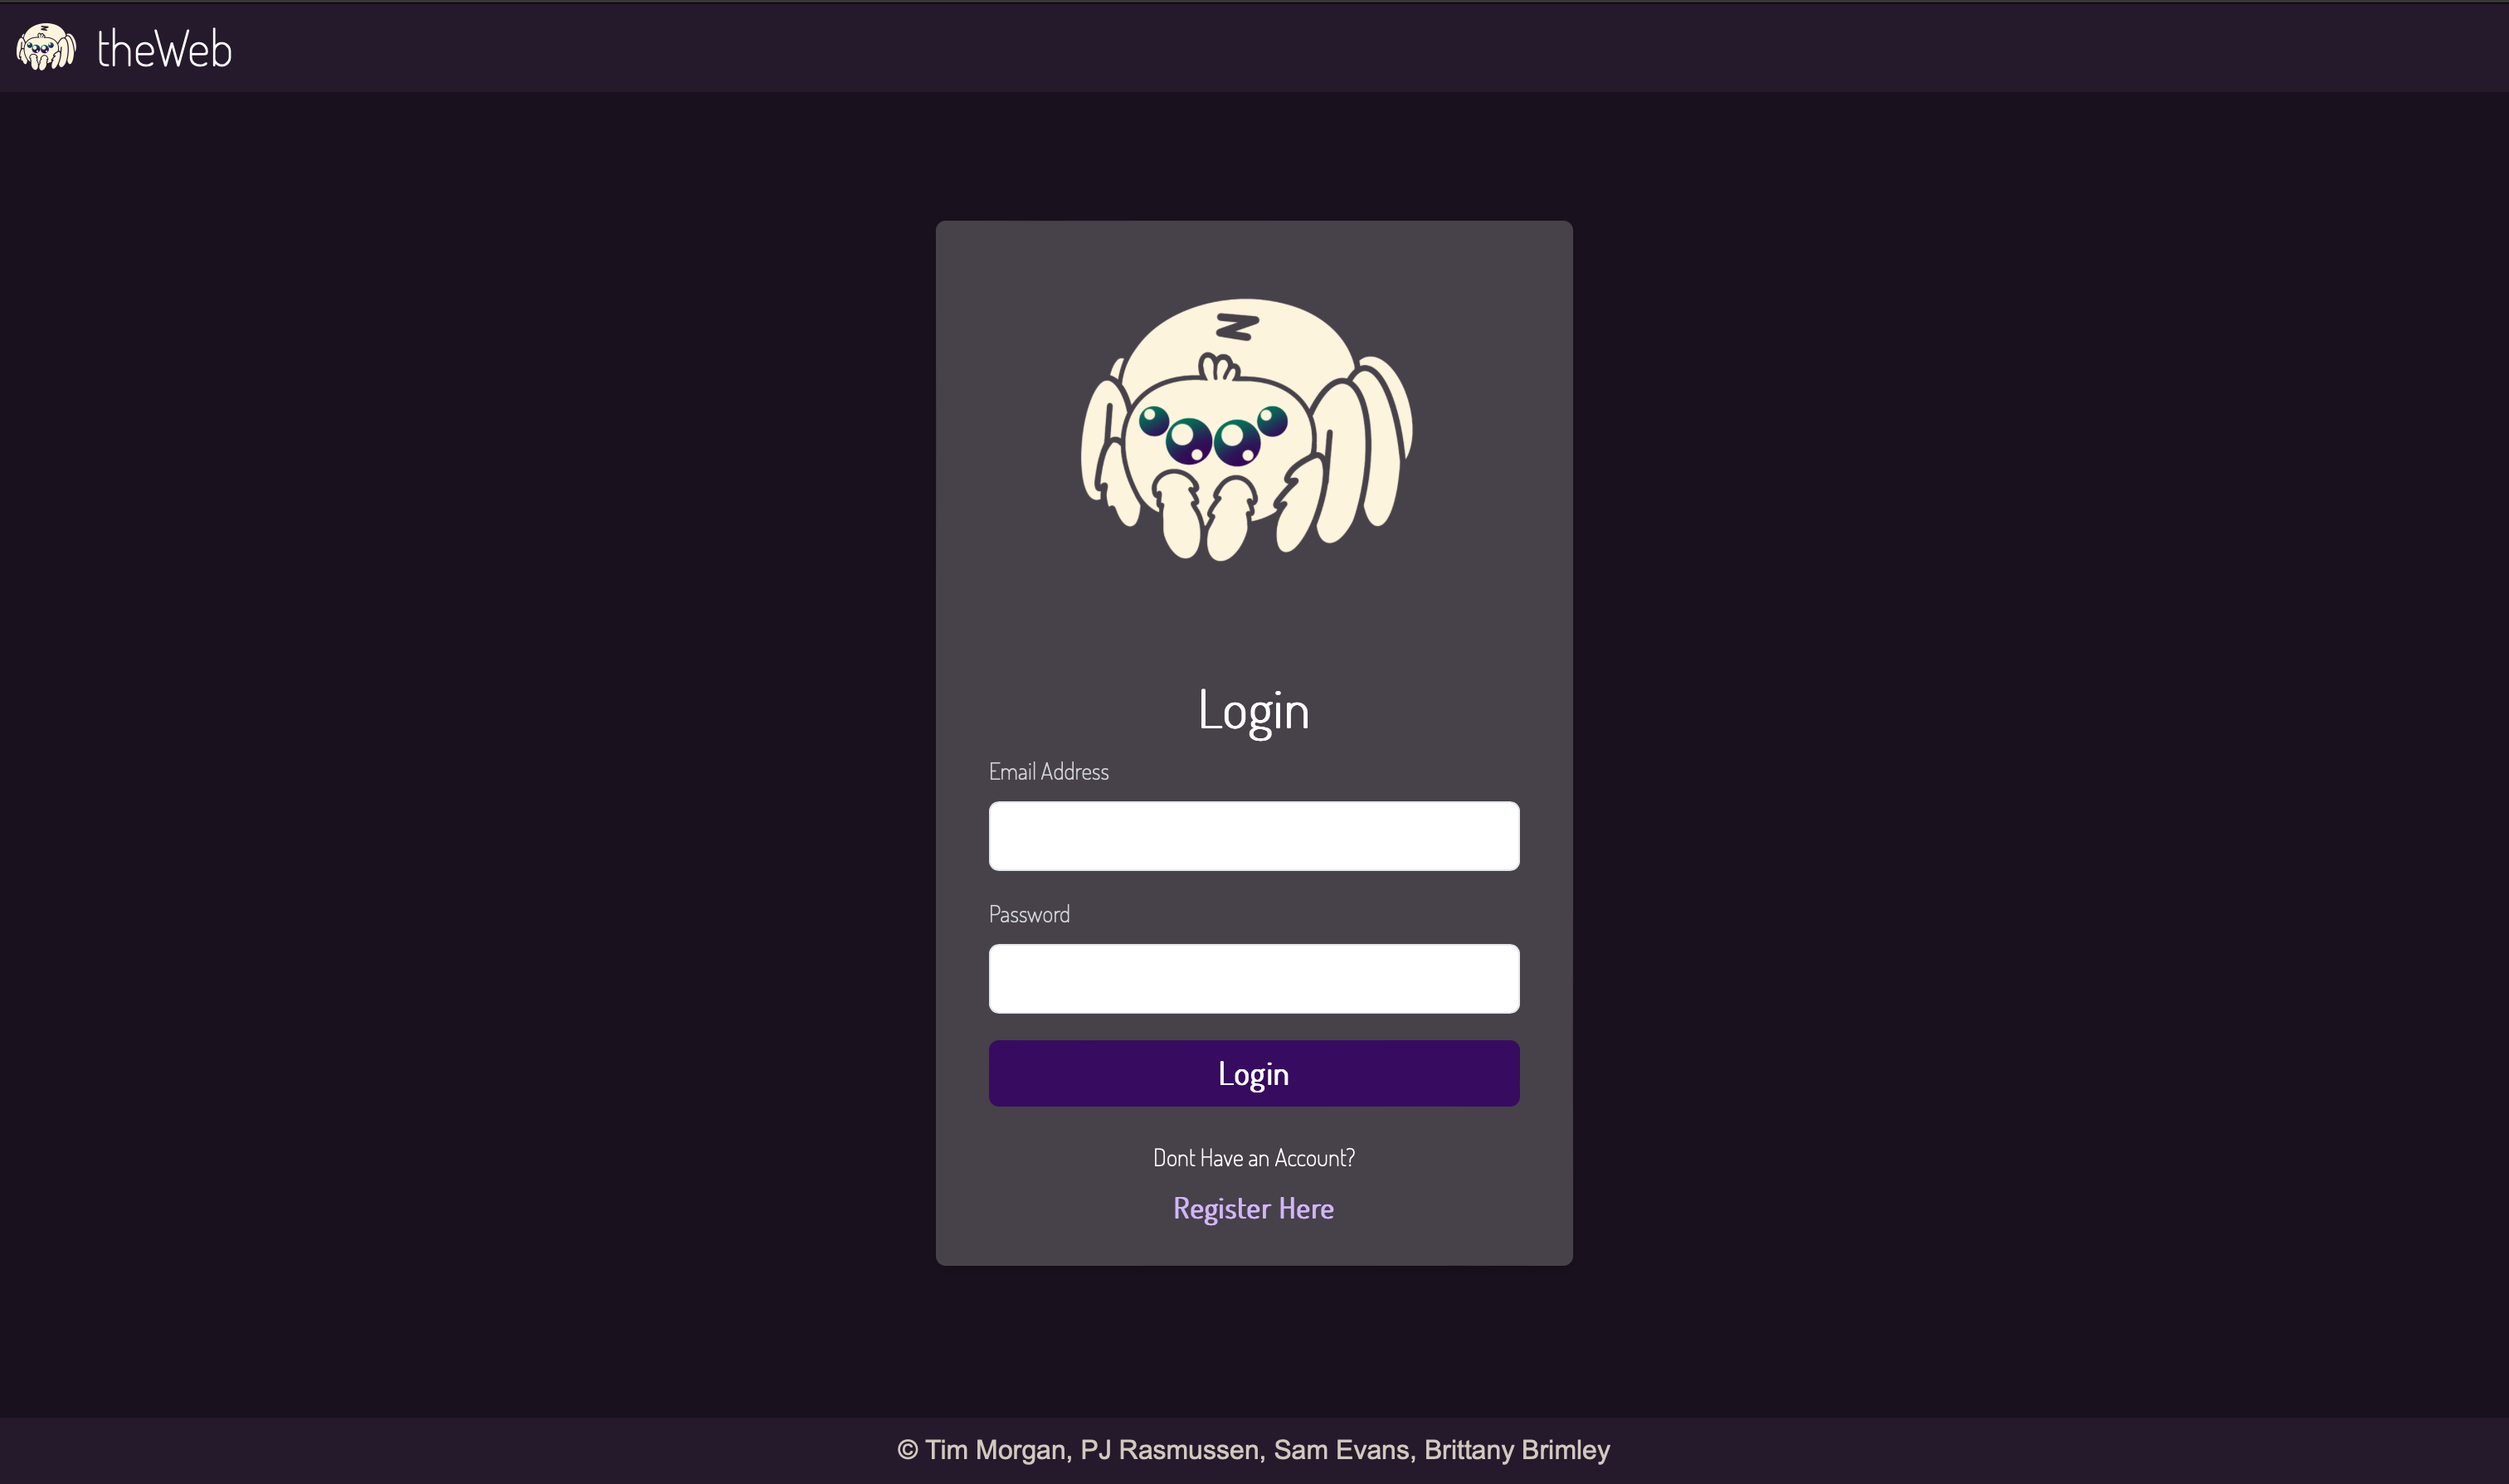 theWeb
Login
Email Address
Password
Login
Dont Have an Account?
Register Here
© Tim Morgan, PJ Rasmussen, Sam Evans, Brittany Brimley